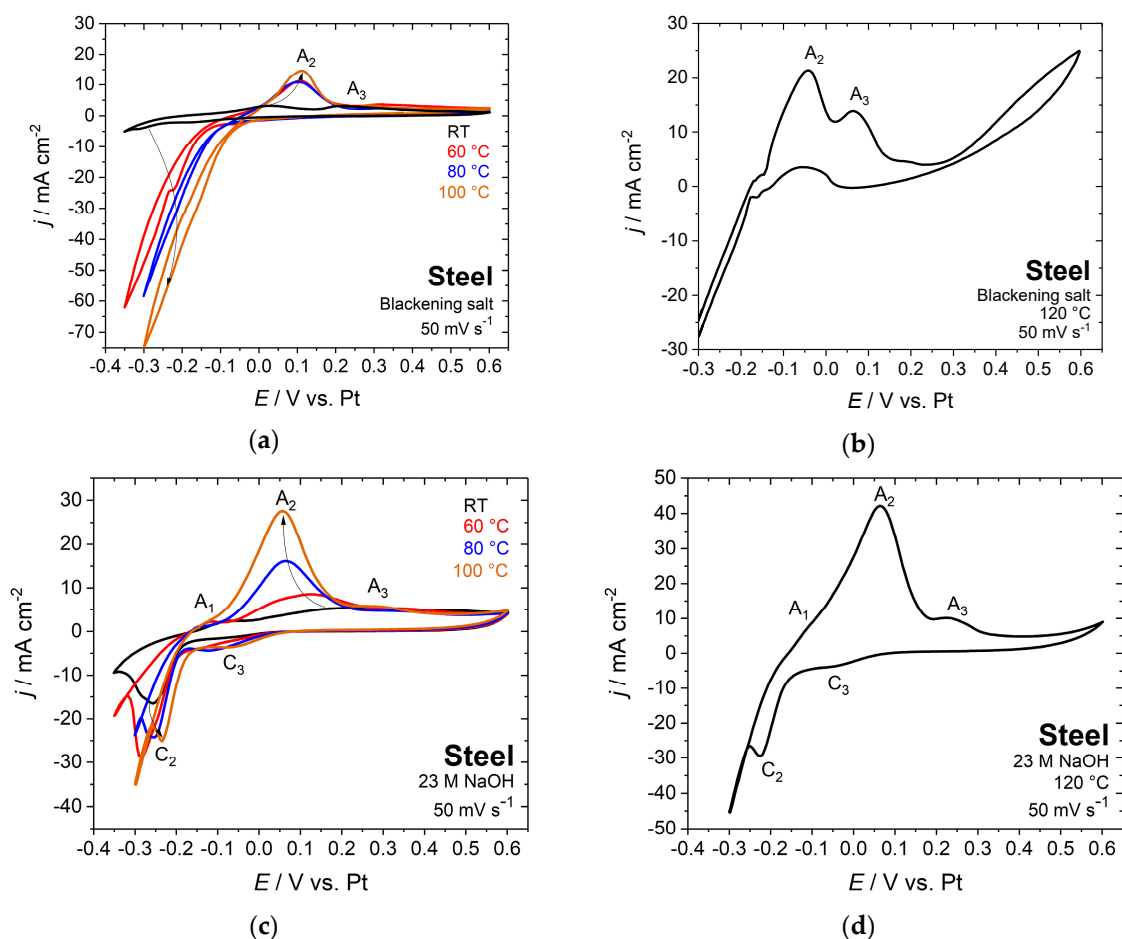 30
20
10
0
-10
-20
-30
-40
-50
-60
-70
j / mA cm⁻²
A₂
A₃
RT
60 °C
80 °C
100 °C
Steel
Blackening salt
50 mV s⁻¹
-0.4 -0.3 -0.2 -0.1 0.0 0.1 0.2 0.3 0.4 0.5 0.6
E / V vs. Pt
(a)
30
20
10
0
-10
-20
-30
j / mA cm⁻²
A₂
A₃
Steel
Blackening salt
120 °C
50 mV s⁻¹
-0.3 -0.2 -0.1 0.0 0.1 0.2 0.3 0.4 0.5 0.6
E / V vs. Pt
(b)
30
20
10
0
-10
-20
-30
-40
j / mA cm⁻²
A₂
RT
60 °C
80 °C
100 °C
A₁
A₃
C₃
C₂
Steel
23 M NaOH
50 mV s⁻¹
-0.4 -0.3 -0.2 -0.1 0.0 0.1 0.2 0.3 0.4 0.5 0.6
E / V vs. Pt
(c)
50
40
30
20
10
0
-10
-20
-30
-40
-50
j / mA cm⁻²
A₂
A₁
A₃
C₃
C₂
Steel
23 M NaOH
120 °C
50 mV s⁻¹
-0.4 -0.3 -0.2 -0.1 0.0 0.1 0.2 0.3 0.4 0.5 0.6
E / V vs. Pt
(d)